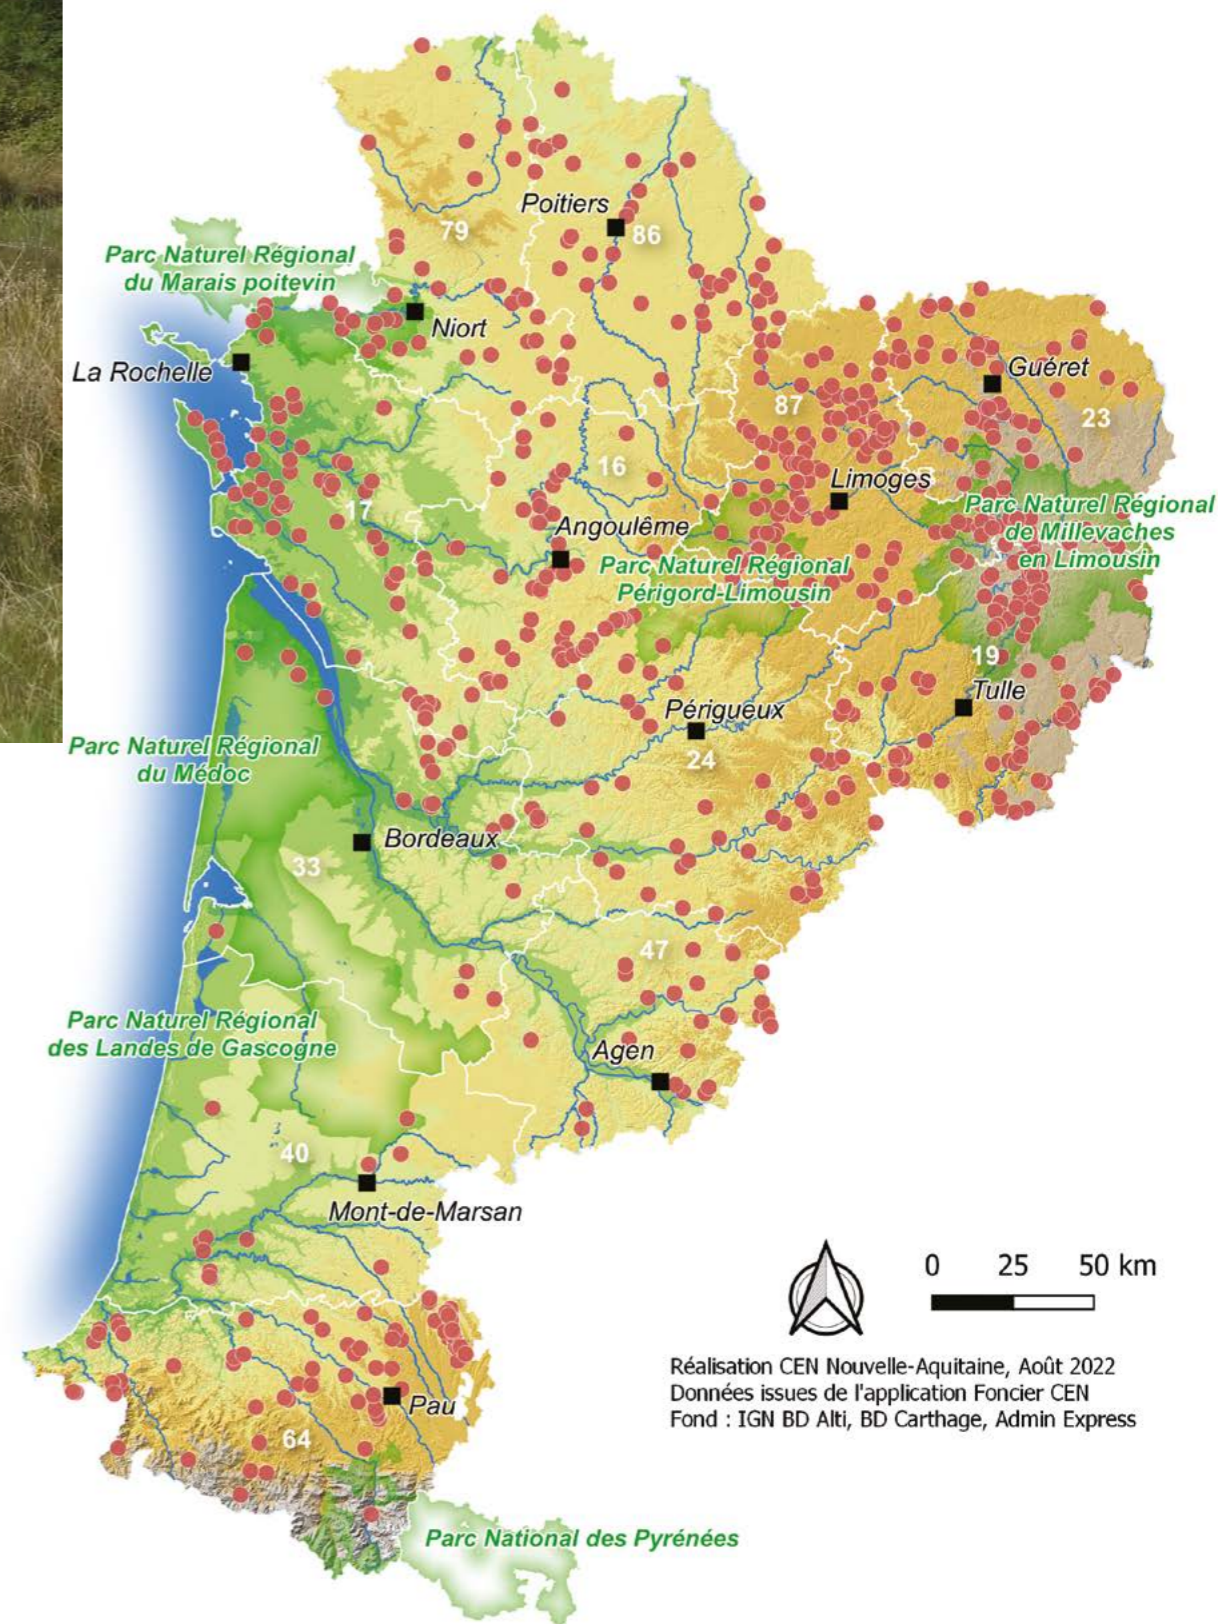 Poitiers
79
86
Parc Naturel Régional
du Marais poitevin
Niort
La Rochelle
Guéret
87
23
16
Limoges
17
Angoulême
Parc Naturel Régional
de Millevaches
en Limousin
Parc Naturel Régional
Périgord-Limousin
19
Tulle
Périgueux
24
Parc Naturel Régional
du Médoc
Bordeaux
33
47
Parc Naturel Régional
des Landes de Gascogne
Agen
40
Mont-de-Marsan
0 25 50 km
Réalisation CEN Nouvelle-Aquitaine, Août 2022
Données issues de l'application Foncier CEN
Fond : IGN BD Alti, BD Carthage, Admin Express
Pau
64
Parc National des Pyrénées